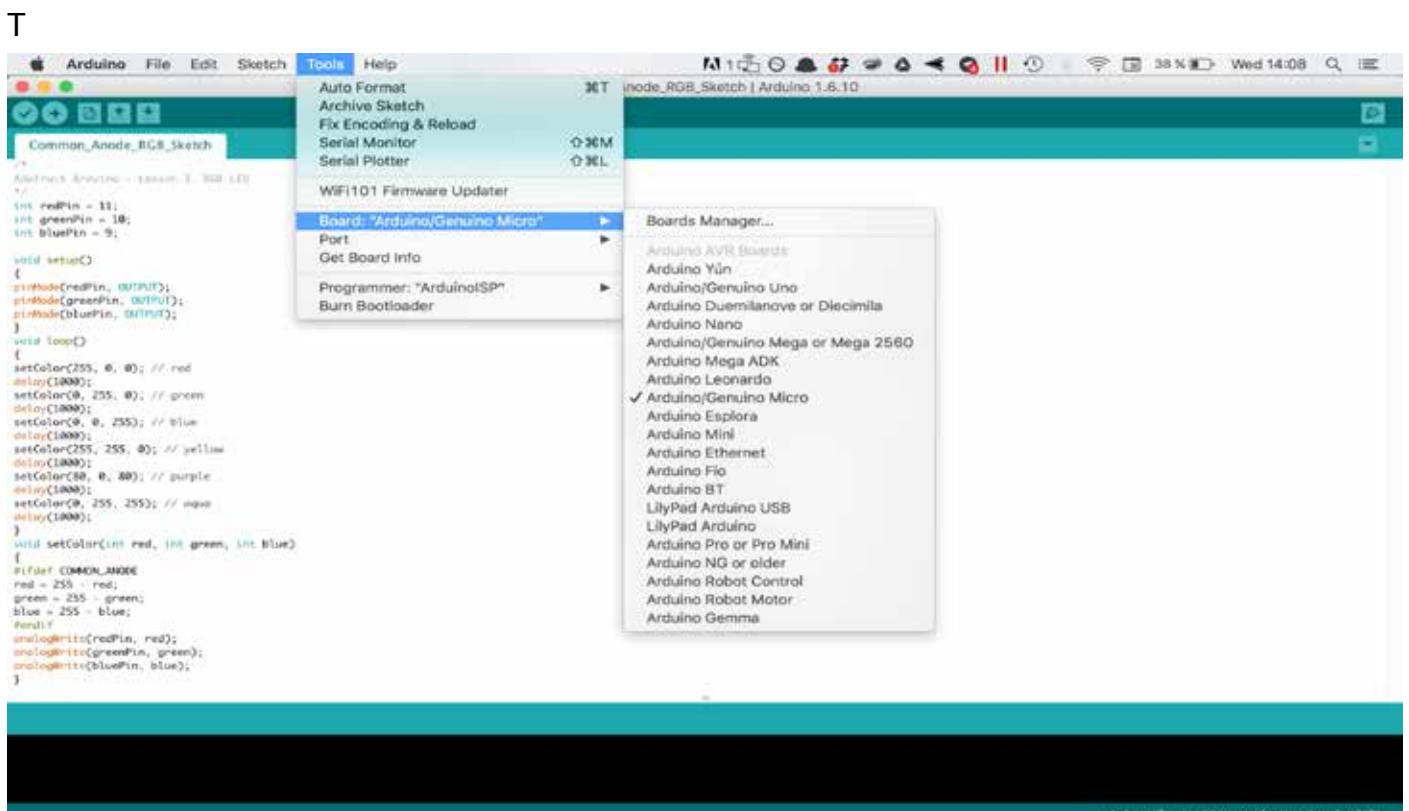 T
Arduino File Edit Sketch Tools Help
38% Wed 14:08
Common_Anode_RGB_Sketch
node_RGB_Sketch | Arduino 1.6.10
Auto Format ⌘T
Archive Sketch
Fix Encoding & Reload
Serial Monitor ⇧⌘M
Serial Plotter ⇧⌘L
WiFi101 Firmware Updater
Board: "Arduino/Genuino Micro"
Port
Get Board Info
Programmer: "ArduinoISP"
Burn Bootloader
Boards Manager...
Arduino AVR Boards
Arduino Yún
Arduino/Genuino Uno
Arduino Duemilanove or Diecimila
Arduino Nano
Arduino/Genuino Mega or Mega 2560
Arduino Mega ADK
Arduino Leonardo
✓ Arduino/Genuino Micro
Arduino Esplora
Arduino Mini
Arduino Ethernet
Arduino Fio
Arduino BT
LilyPad Arduino USB
LilyPad Arduino
Arduino Pro or Pro Mini
Arduino NG or older
Arduino Robot Control
Arduino Robot Motor
Arduino Gemma
/*
Adafruit Arduino - Lesson 3. RGB LED
*/
int redPin = 11;
int greenPin = 10;
int bluePin = 9;
void setup()
{
pinMode(redPin, OUTPUT);
pinMode(greenPin, OUTPUT);
pinMode(bluePin, OUTPUT);
}
void loop()
{
setColor(255, 0, 0); // red
delay(1000);
setColor(0, 255, 0); // green
delay(1000);
setColor(0, 0, 255); // blue
delay(1000);
setColor(255, 255, 0); // yellow
delay(1000);
setColor(80, 0, 80); // purple
delay(1000);
setColor(0, 255, 255); // aqua
delay(1000);
}
void setColor(int red, int green, int blue)
{
#ifdef COMMON_ANODE
red = 255 - red;
green = 255 - green;
blue = 255 - blue;
#endif
analogWrite(redPin, red);
analogWrite(greenPin, green);
analogWrite(bluePin, blue);
}